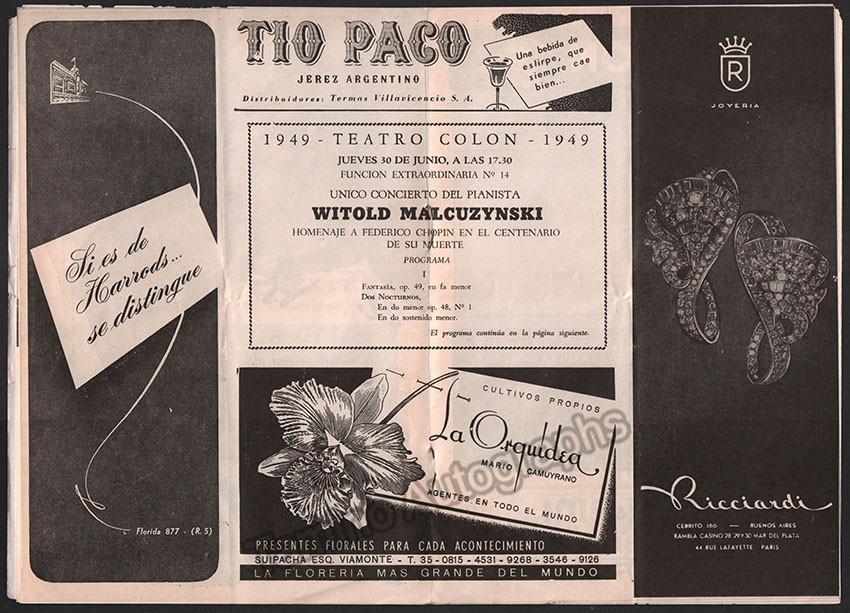 Si es de
Harrods...
se distingue
Florida 877 - (R. 5)
TIO PACO
JEREZ ARGENTINO
Distribuidores: Termas Villavicencio S. A.
Una bebida de
estirpe, que
siempre cae
bien...
1949 - TEATRO COLON - 1949
JUEVES 30 DE JUNIO, A LAS 17.30
FUNCION EXTRAORDINARIA Nº 14
UNICO CONCIERTO DEL PIANISTA
WITOLD MALCUZYNSKI
HOMENAJE A FEDERICO CHOPIN EN EL CENTENARIO
DE SU MUERTE
PROGRAMA
I
FANTASÍA, op. 49, en fa menor
DOS NOCTURNOS,
En do menor op. 48, Nº 1
En do sostenido menor.
El programa continúa en la página siguiente.
CULTIVOS PROPIOS
La Orquidea
MARIO CAMUYRANO
AGENTES EN TODO EL MUNDO
PRESENTES FLORALES PARA CADA ACONTECIMIENTO
SUIPACHA ESQ. VIAMONTE - T. 35 - 0815 - 4531 - 9268 - 3546 - 9126
LA FLORERIA MAS GRANDE DEL MUNDO
R
JOYERIA
Ricciardi
CERRITO 166 — BUENOS AIRES
RAMBLA CASINO 28 29 Y 30 MAR DEL PLATA
44 RUE LAFAYETTE PARIS
Autographs